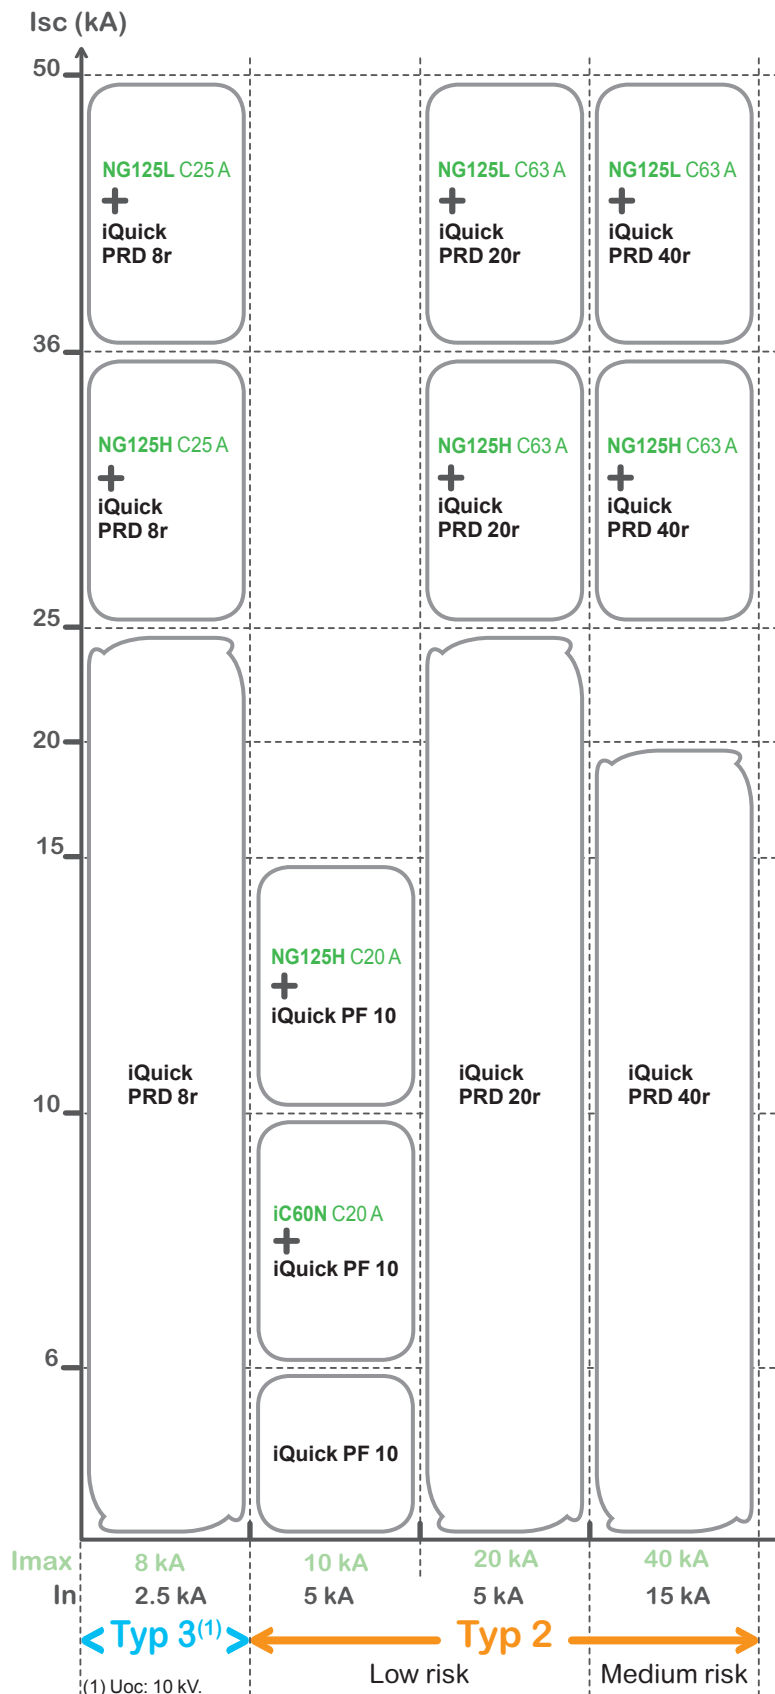 Isc (kA)
50
NG125L C25 A
+
iQuick
PRD 8r
NG125L C63 A
+
iQuick
PRD 20r
NG125L C63 A
+
iQuick
PRD 40r
36
NG125H C25 A
+
iQuick
PRD 8r
NG125H C63 A
+
iQuick
PRD 20r
NG125H C63 A
+
iQuick
PRD 40r
25
20
15
NG125H C20 A
+
iQuick PF 10
iQuick
PRD 8r
iQuick
PRD 20r
iQuick
PRD 40r
10
iC60N C20 A
+
iQuick PF 10
6
iQuick PF 10
Imax 8 kA 10 kA 20 kA 40 kA
In 2.5 kA 5 kA 5 kA 15 kA
Typ 3(1) Typ 2
Low risk Medium risk
(1) Uoc: 10 kV.